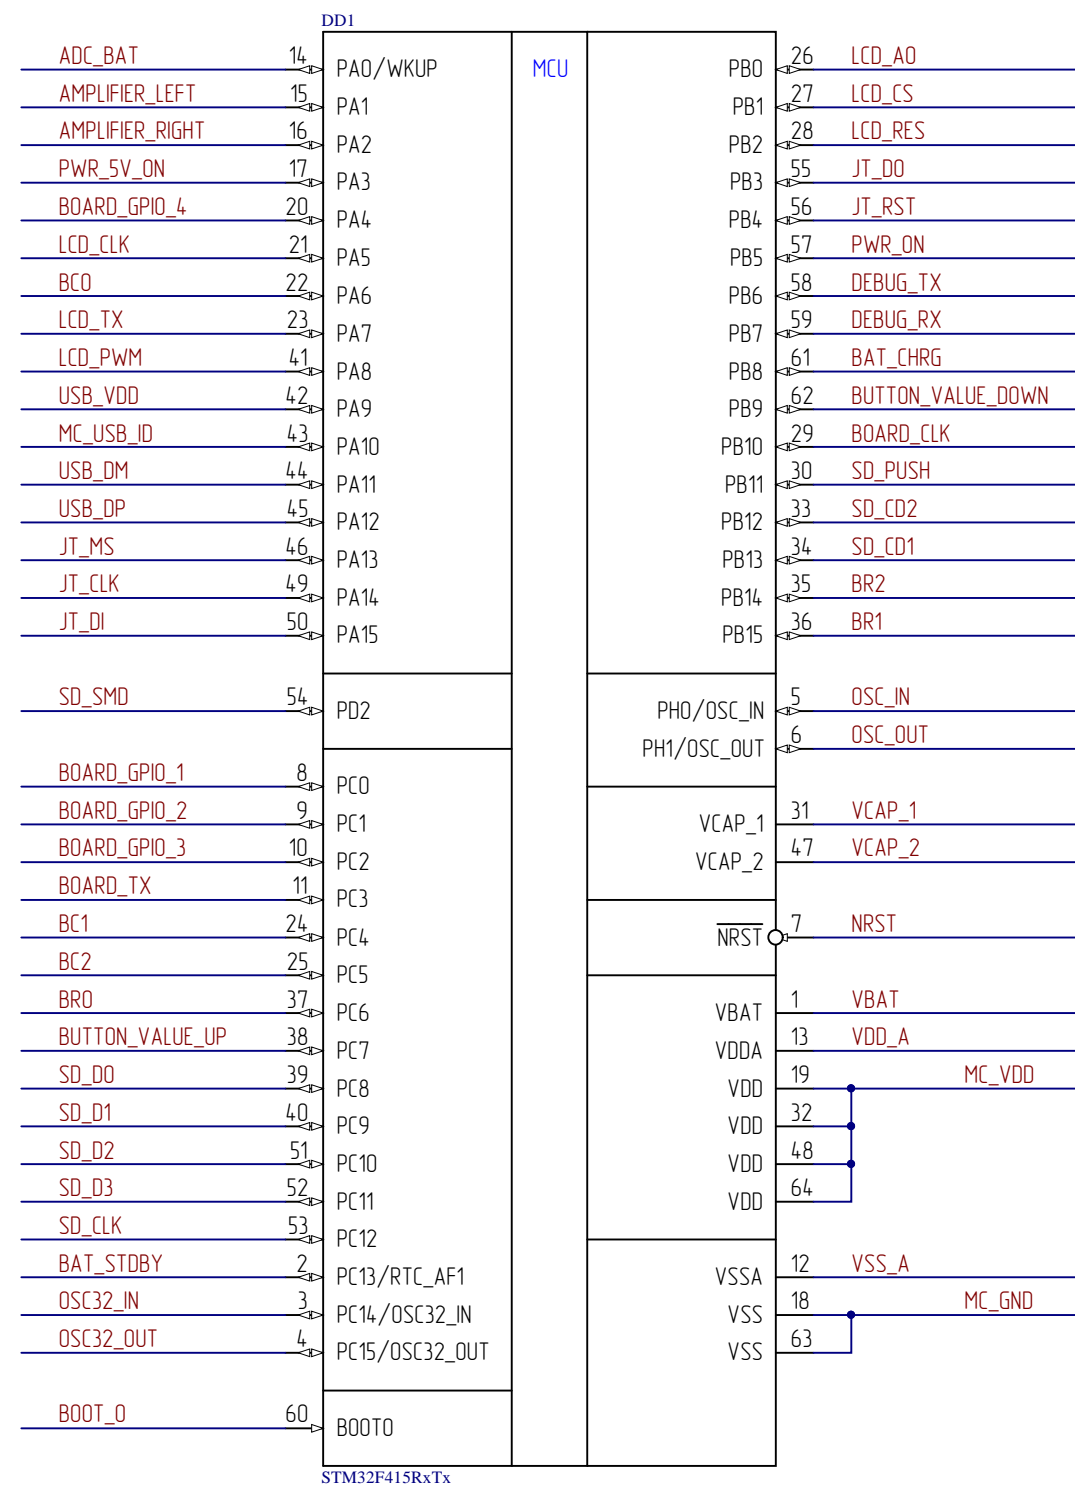 DD1
MCU
ADC_BAT 14 PA0/WKUP
AMPLIFIER_LEFT 15 PA1
AMPLIFIER_RIGHT 16 PA2
PWR_5V_ON 17 PA3
BOARD_GPIO_4 20 PA4
LCD_CLK 21 PA5
BC0 22 PA6
LCD_TX 23 PA7
LCD_PWM 41 PA8
USB_VDD 42 PA9
MC_USB_ID 43 PA10
USB_DM 44 PA11
USB_DP 45 PA12
JT_MS 46 PA13
JT_CLK 49 PA14
JT_DI 50 PA15
SD_SMD 54 PD2
BOARD_GPIO_1 8 PC0
BOARD_GPIO_2 9 PC1
BOARD_GPIO_3 10 PC2
BOARD_TX 11 PC3
BC1 24 PC4
BC2 25 PC5
BR0 37 PC6
BUTTON_VALUE_UP 38 PC7
SD_D0 39 PC8
SD_D1 40 PC9
SD_D2 51 PC10
SD_D3 52 PC11
SD_CLK 53 PC12
BAT_STDBY 2 PC13/RTC_AF1
OSC32_IN 3 PC14/OSC32_IN
OSC32_OUT 4 PC15/OSC32_OUT
BOOT_0 60 BOOT0
PB0 26 LCD_A0
PB1 27 LCD_CS
PB2 28 LCD_RES
PB3 55 JT_DO
PB4 56 JT_RST
PB5 57 PWR_ON
PB6 58 DEBUG_TX
PB7 59 DEBUG_RX
PB8 61 BAT_CHRG
PB9 62 BUTTON_VALUE_DOWN
PB10 29 BOARD_CLK
PB11 30 SD_PUSH
PB12 33 SD_CD2
PB13 34 SD_CD1
PB14 35 BR2
PB15 36 BR1
PH0/OSC_IN 5 OSC_IN
PH1/OSC_OUT 6 OSC_OUT
VCAP_1 31 VCAP_1
VCAP_2 47 VCAP_2
NRST 7 NRST
VBAT 1 VBAT
VDDA 13 VDD_A
VDD 19 MC_VDD
VDD 32
VDD 48
VDD 64
VSSA 12 VSS_A
VSS 18 MC_GND
VSS 63
STM32F415RxTx